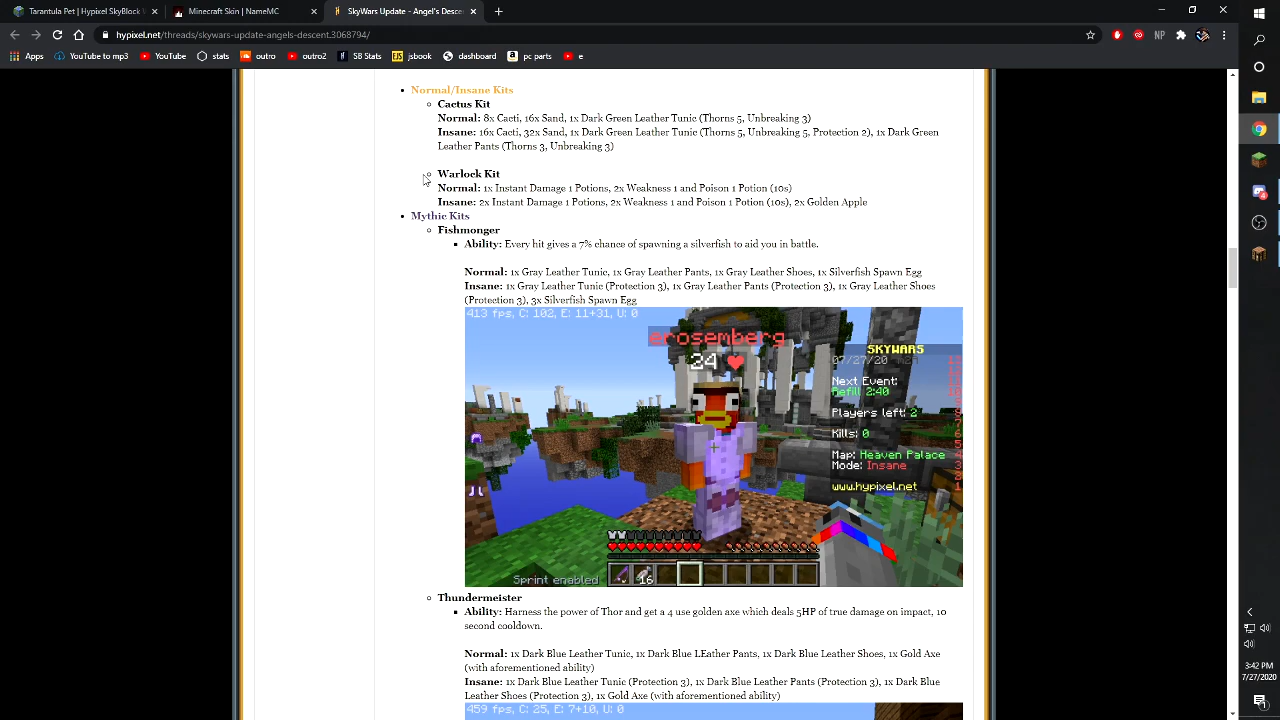 Tarantula Pet | Hypixel SkyBlock
Minecraft Skin | NameMC
SkyWars Update - Angel's Desce
hypixel.net/threads/skywars-update-angels-descent.3068794/
NP
Apps
YouTube to mp3
YouTube
stats
outro
outro2
SB Stats
EJS
jsbook
dashboard
pc parts
e
Normal/Insane Kits
Cactus Kit
Normal: 8x Cacti, 16x Sand, 1x Dark Green Leather Tunic (Thorns 5, Unbreaking 3)
Insane: 16x Cacti, 32x Sand, 1x Dark Green Leather Tunic (Thorns 5, Unbreaking 5, Protection 2), 1x Dark Green
Leather Pants (Thorns 3, Unbreaking 3)
Warlock Kit
Normal: 1x Instant Damage 1 Potions, 2x Weakness 1 and Poison 1 Potion (10s)
Insane: 2x Instant Damage 1 Potions, 2x Weakness 1 and Poison 1 Potion (10s), 2x Golden Apple
Mythic Kits
Fishmonger
Ability: Every hit gives a 7% chance of spawning a silverfish to aid you in battle.
Normal: 1x Gray Leather Tunic, 1x Gray Leather Pants, 1x Gray Leather Shoes, 1x Silverfish Spawn Egg
Insane: 1x Gray Leather Tunic (Protection 3), 1x Gray Leather Pants (Protection 3), 1x Gray Leather Shoes
(Protection 3), 3x Silverfish Spawn Egg
413 fps, C: 102, E: 11+31, U: 0
24
SKYWARS
07/27/20
Next Event:
Refill 2:40
Players left: 2
Kills: 0
Map: Heaven Palace
Mode: Insane
www.hypixel.net
16
Sprint enabled
Thundermeister
Ability: Harness the power of Thor and get a 4 use golden axe which deals 5HP of true damage on impact, 10
second cooldown.
Normal: 1x Dark Blue Leather Tunic, 1x Dark Blue LEather Pants, 1x Dark Blue Leather Shoes, 1x Gold Axe
(with aforementioned ability)
Insane: 1x Dark Blue Leather Tunic (Protection 3), 1x Dark Blue Leather Pants (Protection 3), 1x Dark Blue
Leather Shoes (Protection 3), 1x Gold Axe (with aforementioned ability)
459 fps, C: 25, E: 7+10, U: 0
3:42 PM
7/27/2020